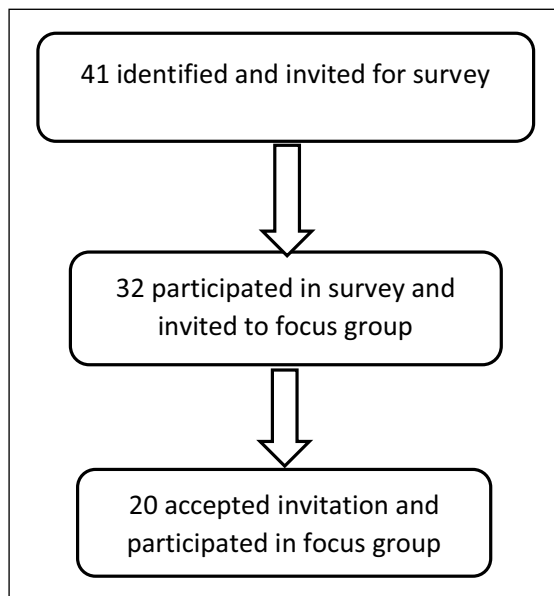 41 identified and invited for survey
32 participated in survey and
invited to focus group
20 accepted invitation and
participated in focus group